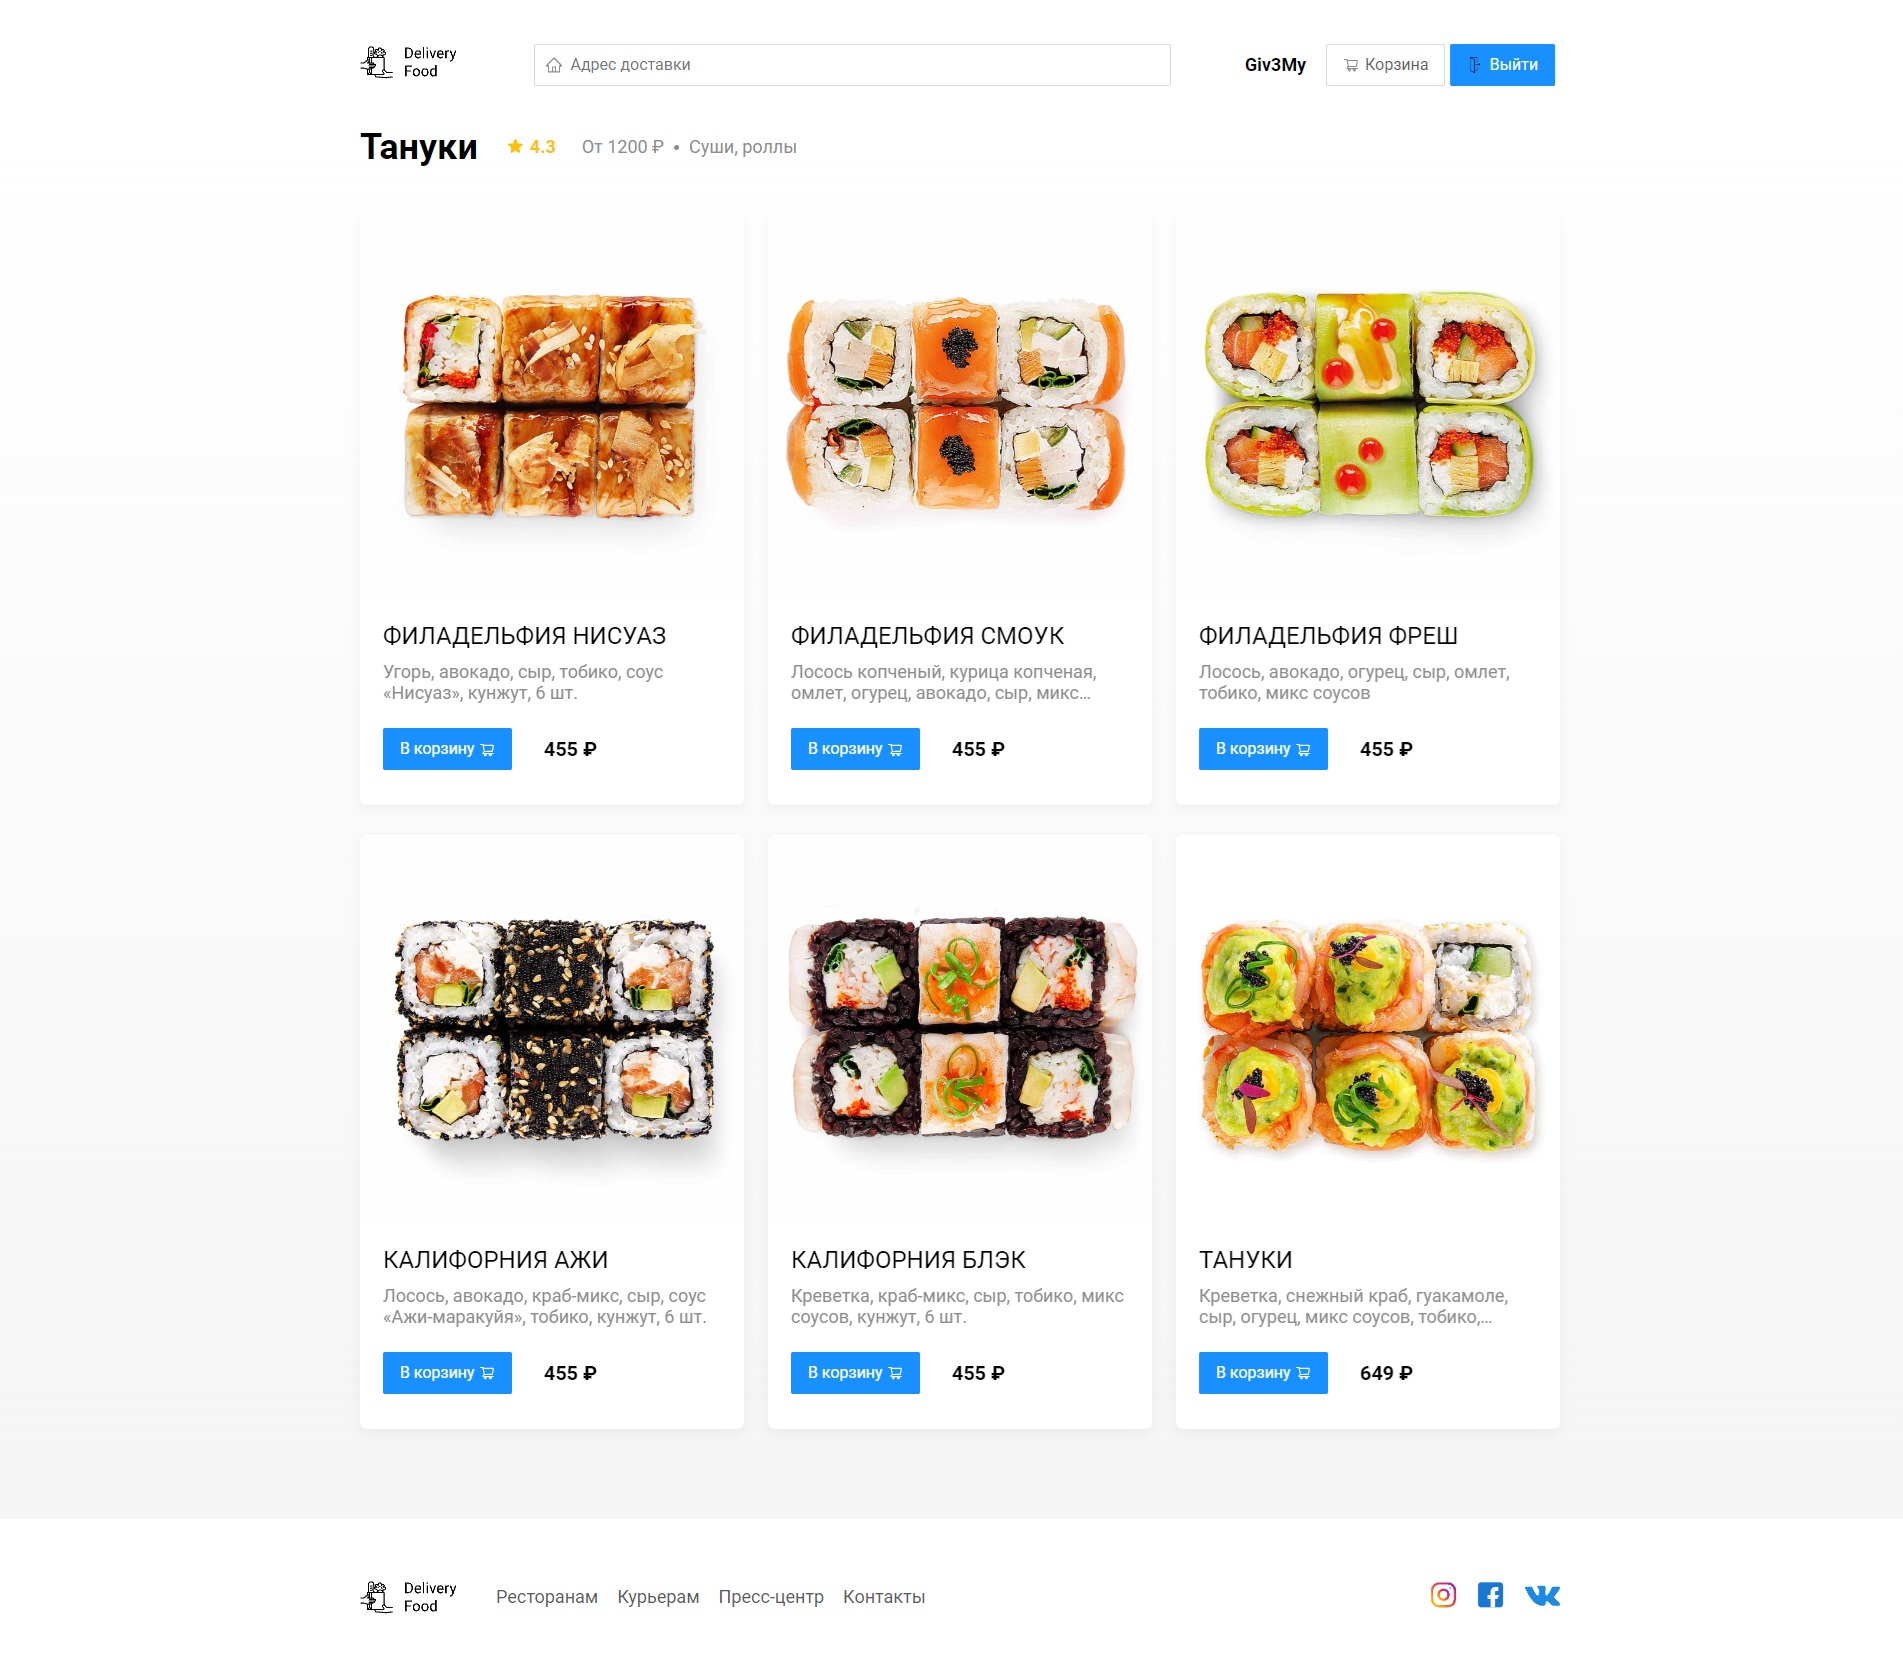 Delivery
Food
Адрес доставки
Giv3My
Корзина
Выйти
Тануки
4.3
От 1200 ₽ • Суши, роллы
ФИЛАДЕЛЬФИЯ НИСУАЗ
Угорь, авокадо, сыр, тобико, соус
«Нисуаз», кунжут, 6 шт.
В корзину
455 ₽
ФИЛАДЕЛЬФИЯ СМОУК
Лосось копченый, курица копченая,
омлет, огурец, авокадо, сыр, микс...
В корзину
455 ₽
ФИЛАДЕЛЬФИЯ ФРЕШ
Лосось, авокадо, огурец, сыр, омлет,
тобико, микс соусов
В корзину
455 ₽
КАЛИФОРНИЯ АЖИ
Лосось, авокадо, краб-микс, сыр, соус
«Ажи-маракуйя», тобико, кунжут, 6 шт.
В корзину
455 ₽
КАЛИФОРНИЯ БЛЭК
Креветка, краб-микс, сыр, тобико, микс
соусов, кунжут, 6 шт.
В корзину
455 ₽
ТАНУКИ
Креветка, снежный краб, гуакамоле,
сыр, огурец, микс соусов, тобико,...
В корзину
649 ₽
Delivery
Food
Ресторанам
Курьерам
Пресс-центр
Контакты